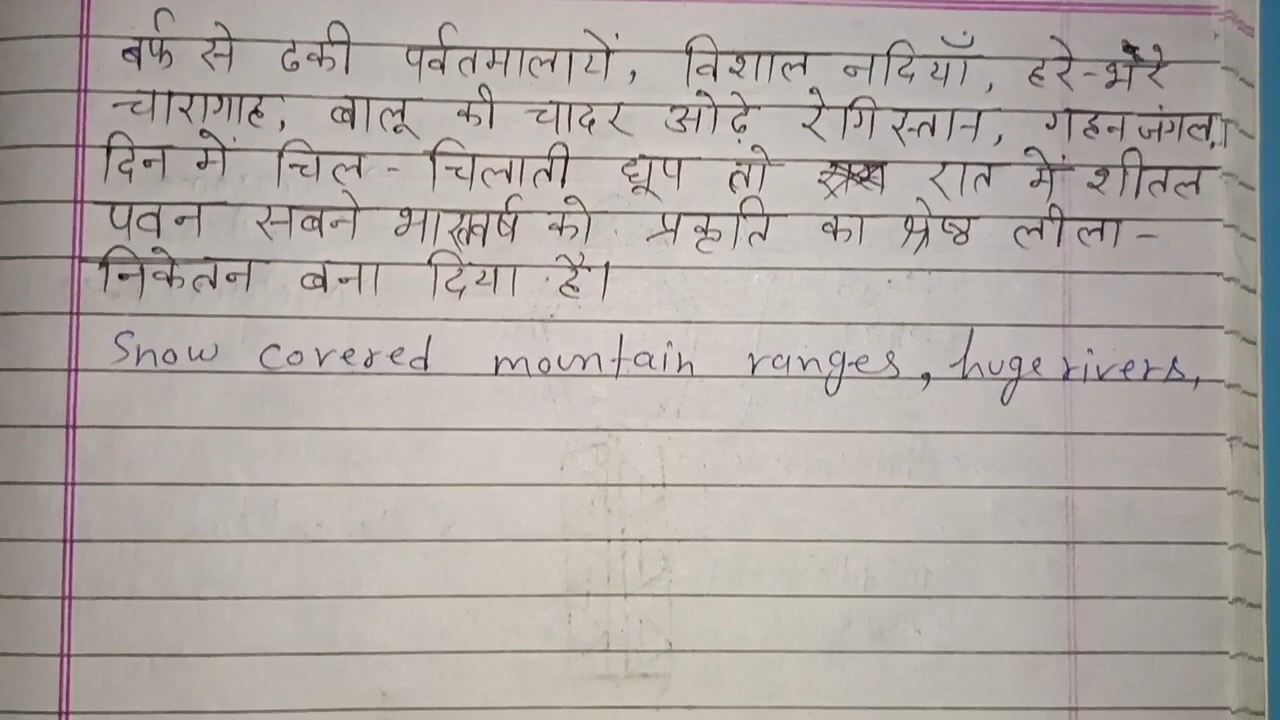 बर्फ से ढकी पर्वतमालायें, विशाल नदियाँ, हरे-भरे
चारागाह, बालू की चादर ओढ़े रेगिस्तान, गहन जंगल,
दिन में चिल-चिलाती धूप तो रात में शीतल
पवन सबने भारतवर्ष को प्रकृति का श्रेष्ठ लीला-
निकेतन बना दिया है।
Snow covered mountain ranges, huge rivers,